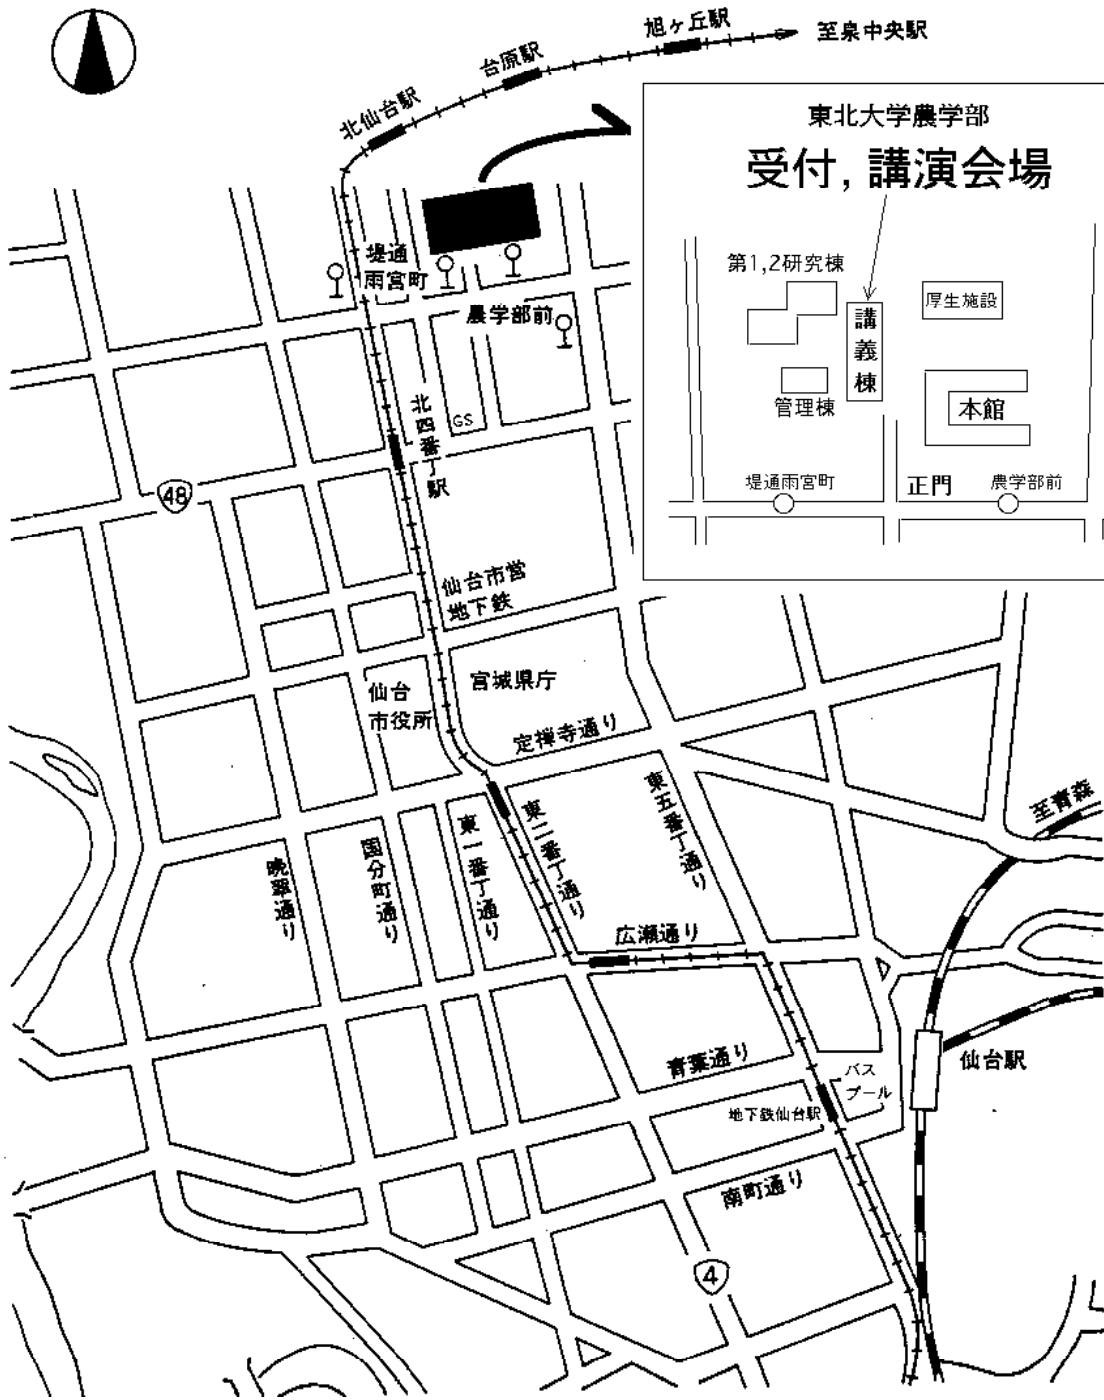 旭ヶ丘駅
至泉中央駅
台原駅
北仙台駅
東北大学農学部
受付, 講演会場
第1,2研究棟
厚生施設
講義棟
管理棟
本館
堤通雨宮町
正門
農学部前
堤通
雨宮町
農学部前
北四番丁駅
GS
48
仙台市営
地下鉄
宮城県庁
仙台
市役所
定禅寺通り
東五番丁通り
至青森
東二番丁通り
東一番丁通り
国分町通り
晩翠通り
広瀬通り
青葉通り
バス
プール
仙台駅
地下鉄仙台駅
南町通り
4